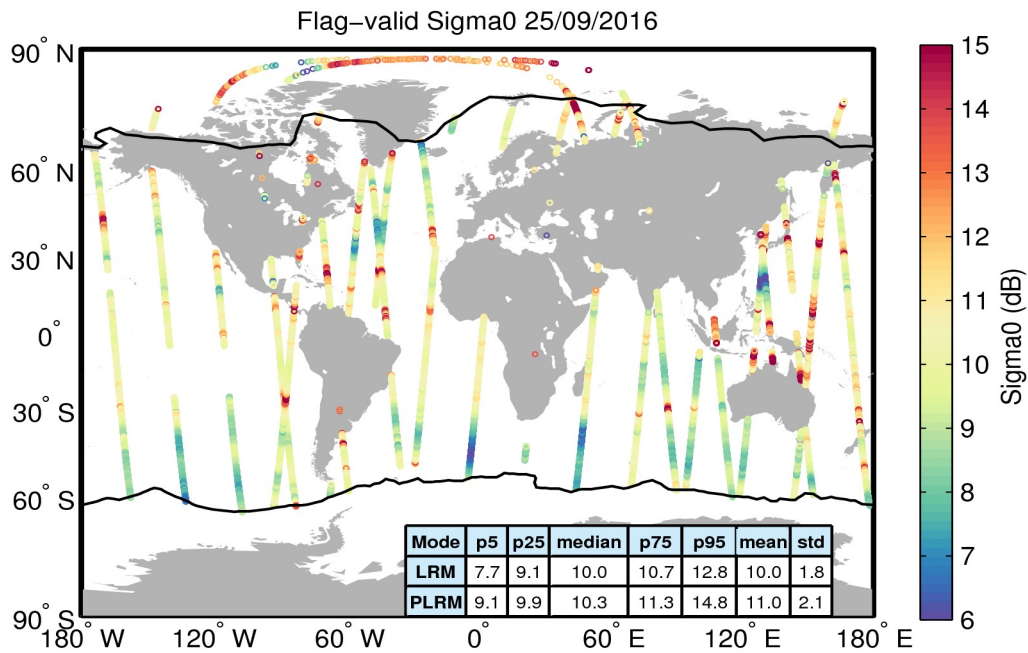 Flag−valid Sigma0 25/09/2016
90° N
60° N
30° N
0°
30° S
60° S
90° S
180° W
120° W
60° W
0°
60° E
120° E
180° E
Mode p5 p25 median p75 p95 mean std
LRM 7.7 9.1 10.0 10.7 12.8 10.0 1.8
PLRM 9.1 9.9 10.3 11.3 14.8 11.0 2.1
15
14
13
12
11
10
9
8
7
6
Sigma0 (dB)